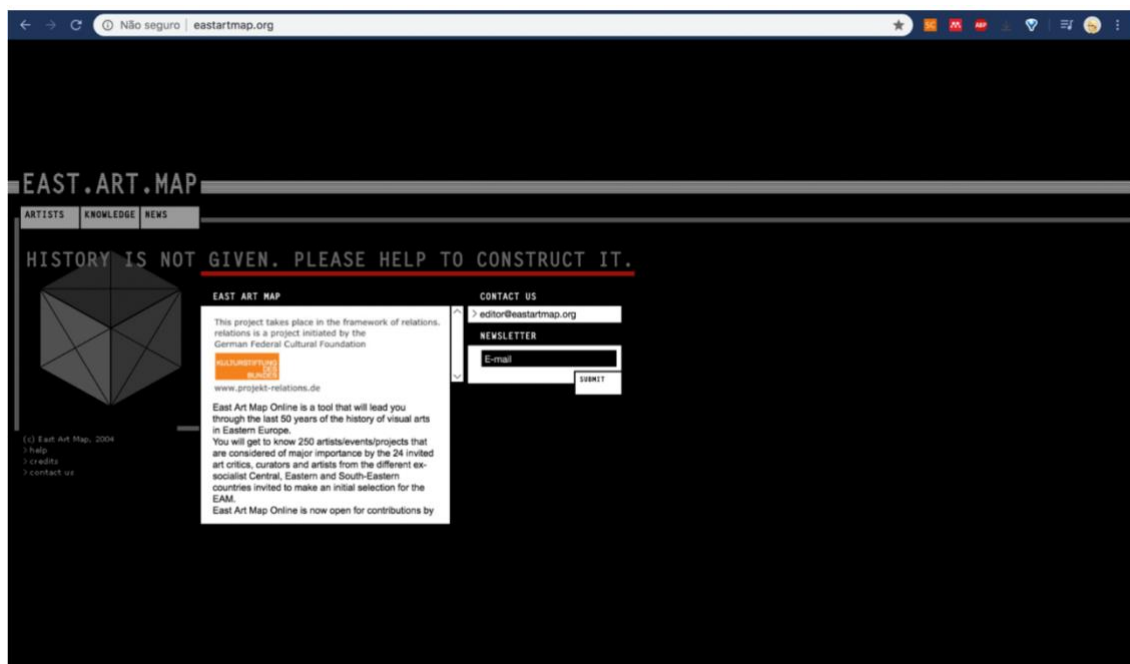 Não seguro | eastartmap.org
SC
ABP
EAST.ART.MAP
ARTISTS KNOWLEDGE NEWS
HISTORY IS NOT GIVEN. PLEASE HELP TO CONSTRUCT IT.
EAST ART MAP
This project takes place in the framework of relations.
relations is a project initiated by the
German Federal Cultural Foundation
KULTURSTIFTUNG
DES
BUNDES
www.projekt-relations.de
East Art Map Online is a tool that will lead you
through the last 50 years of the history of visual arts
in Eastern Europe.
You will get to know 250 artists/events/projects that
are considered of major importance by the 24 invited
art critics, curators and artists from the different ex-
socialist Central, Eastern and South-Eastern
countries invited to make an initial selection for the
EAM.
East Art Map Online is now open for contributions by
CONTACT US
> editor@eastartmap.org
NEWSLETTER
E-mail
SUBMIT
(c) East Art Map, 2004
> help
> credits
> contact us